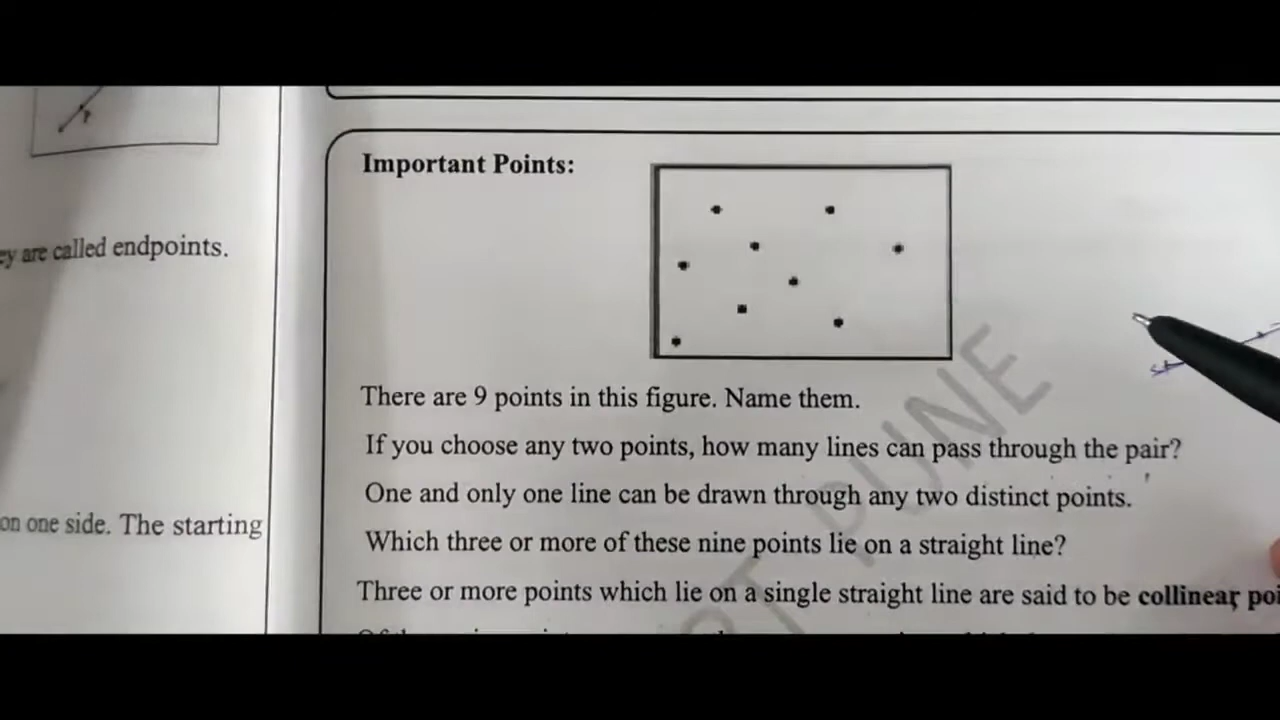 Important Points:
ey are called endpoints.
There are 9 points in this figure. Name them.
If you choose any two points, how many lines can pass through the pair?
One and only one line can be drawn through any two distinct points.
on one side. The starting
Which three or more of these nine points lie on a straight line?
Three or more points which lie on a single straight line are said to be collinear poi
RT PUNE